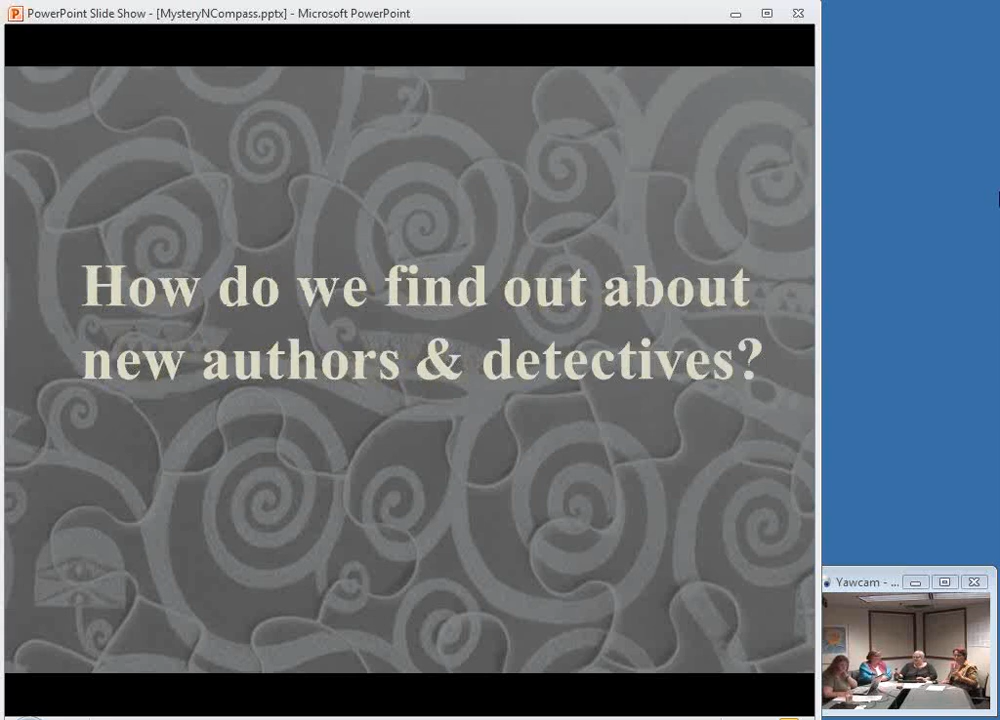 PowerPoint Slide Show - [MysteryNCompass.pptx] - Microsoft PowerPoint
How do we find out about
new authors & detectives?
Yawcam - ...